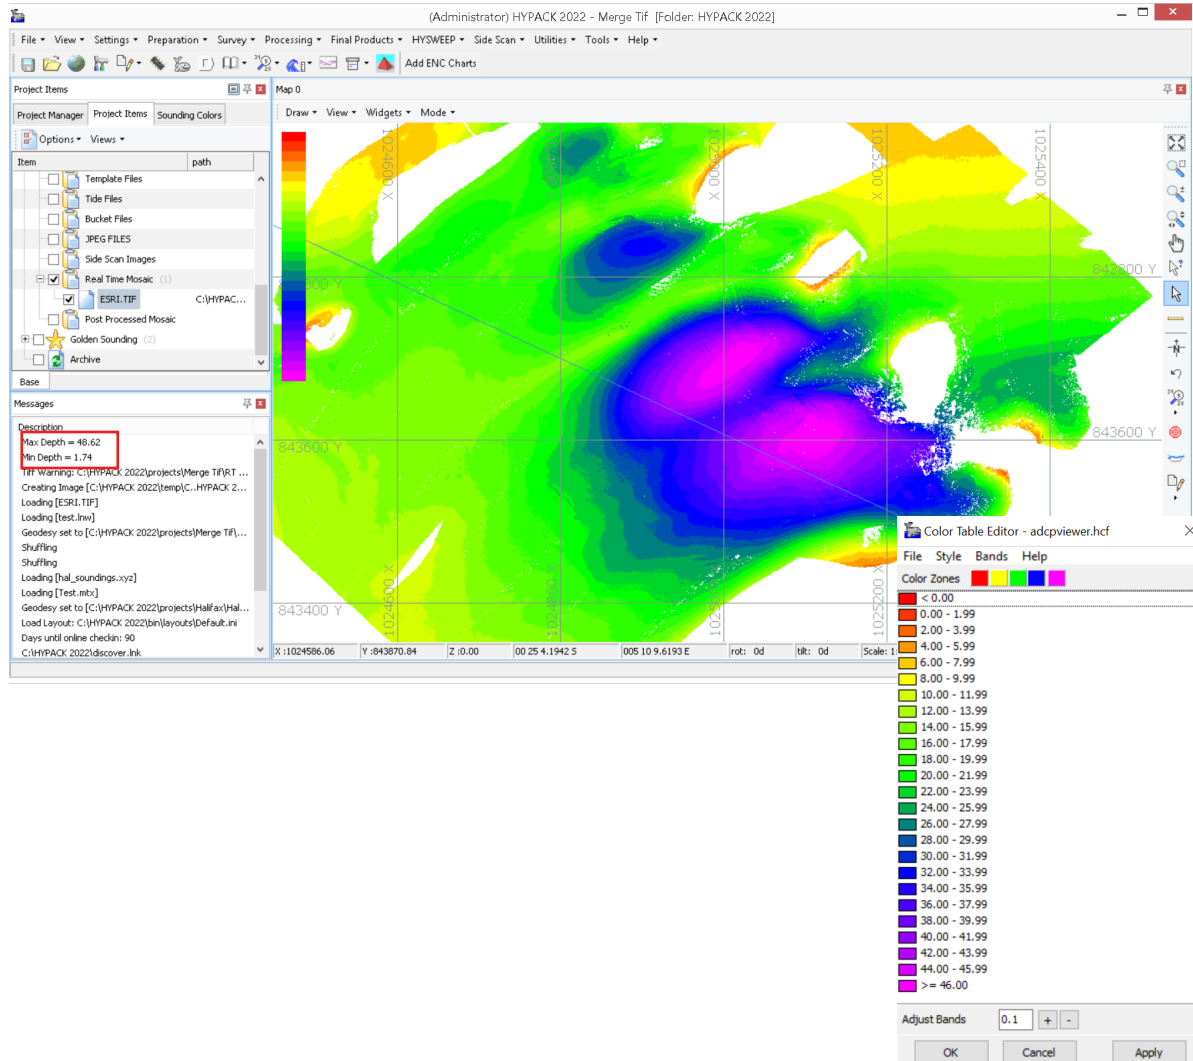 (Administrator) HYPACK 2022 - Merge Tif [Folder: HYPACK 2022]
File View Settings Preparation Survey Processing Final Products HYSWEEP Side Scan Utilities Tools Help
Add ENC Charts
Project Items
Project Manager Project Items Sounding Colors
Options Views
Item path
Template Files
Tide Files
Bucket Files
JPEG FILES
Side Scan Images
Real Time Mosaic (1)
ESRI.TIF C:\HYPAC...
Post Processed Mosaic
Golden Sounding (2)
Archive
Base
Messages
Description
Max Depth = 48.62
Min Depth = 1.74
Tiff Warning: C:\HYPACK 2022\projects\Merge Tif\RT ...
Creating Image [C:\HYPACK 2022\temp\C..HYPACK 2...
Loading [ESRI.TIF]
Loading [test.lnw]
Geodesy set to [C:\HYPACK 2022\projects\Merge Tif\...
Shuffling
Shuffling
Loading [hal_soundings.xyz]
Loading [Test.mtx]
Geodesy set to [C:\HYPACK 2022\projects\Halifax\Hal...
Load Layout: C:\HYPACK 2022\bin\layouts\Default.ini
Days until online checkin: 90
C:\HYPACK 2022\discover.lnk
Map 0
Draw View Widgets Mode
1024600 X
1025200 X
1025400 X
843800 Y
843600 Y
843600 Y
843400 Y
1024600 X
1025200 X
X :1024586.06 Y :843870.84 Z :0.00 00 25 4.1942 S 005 10 9.6193 E rot: 0d tilt: 0d Scale: 1:
Color Table Editor - adcpviewer.hcf
File Style Bands Help
Color Zones
< 0.00
0.00 - 1.99
2.00 - 3.99
4.00 - 5.99
6.00 - 7.99
8.00 - 9.99
10.00 - 11.99
12.00 - 13.99
14.00 - 15.99
16.00 - 17.99
18.00 - 19.99
20.00 - 21.99
22.00 - 23.99
24.00 - 25.99
26.00 - 27.99
28.00 - 29.99
30.00 - 31.99
32.00 - 33.99
34.00 - 35.99
36.00 - 37.99
38.00 - 39.99
40.00 - 41.99
42.00 - 43.99
44.00 - 45.99
>= 46.00
Adjust Bands 0.1 + -
OK Cancel Apply